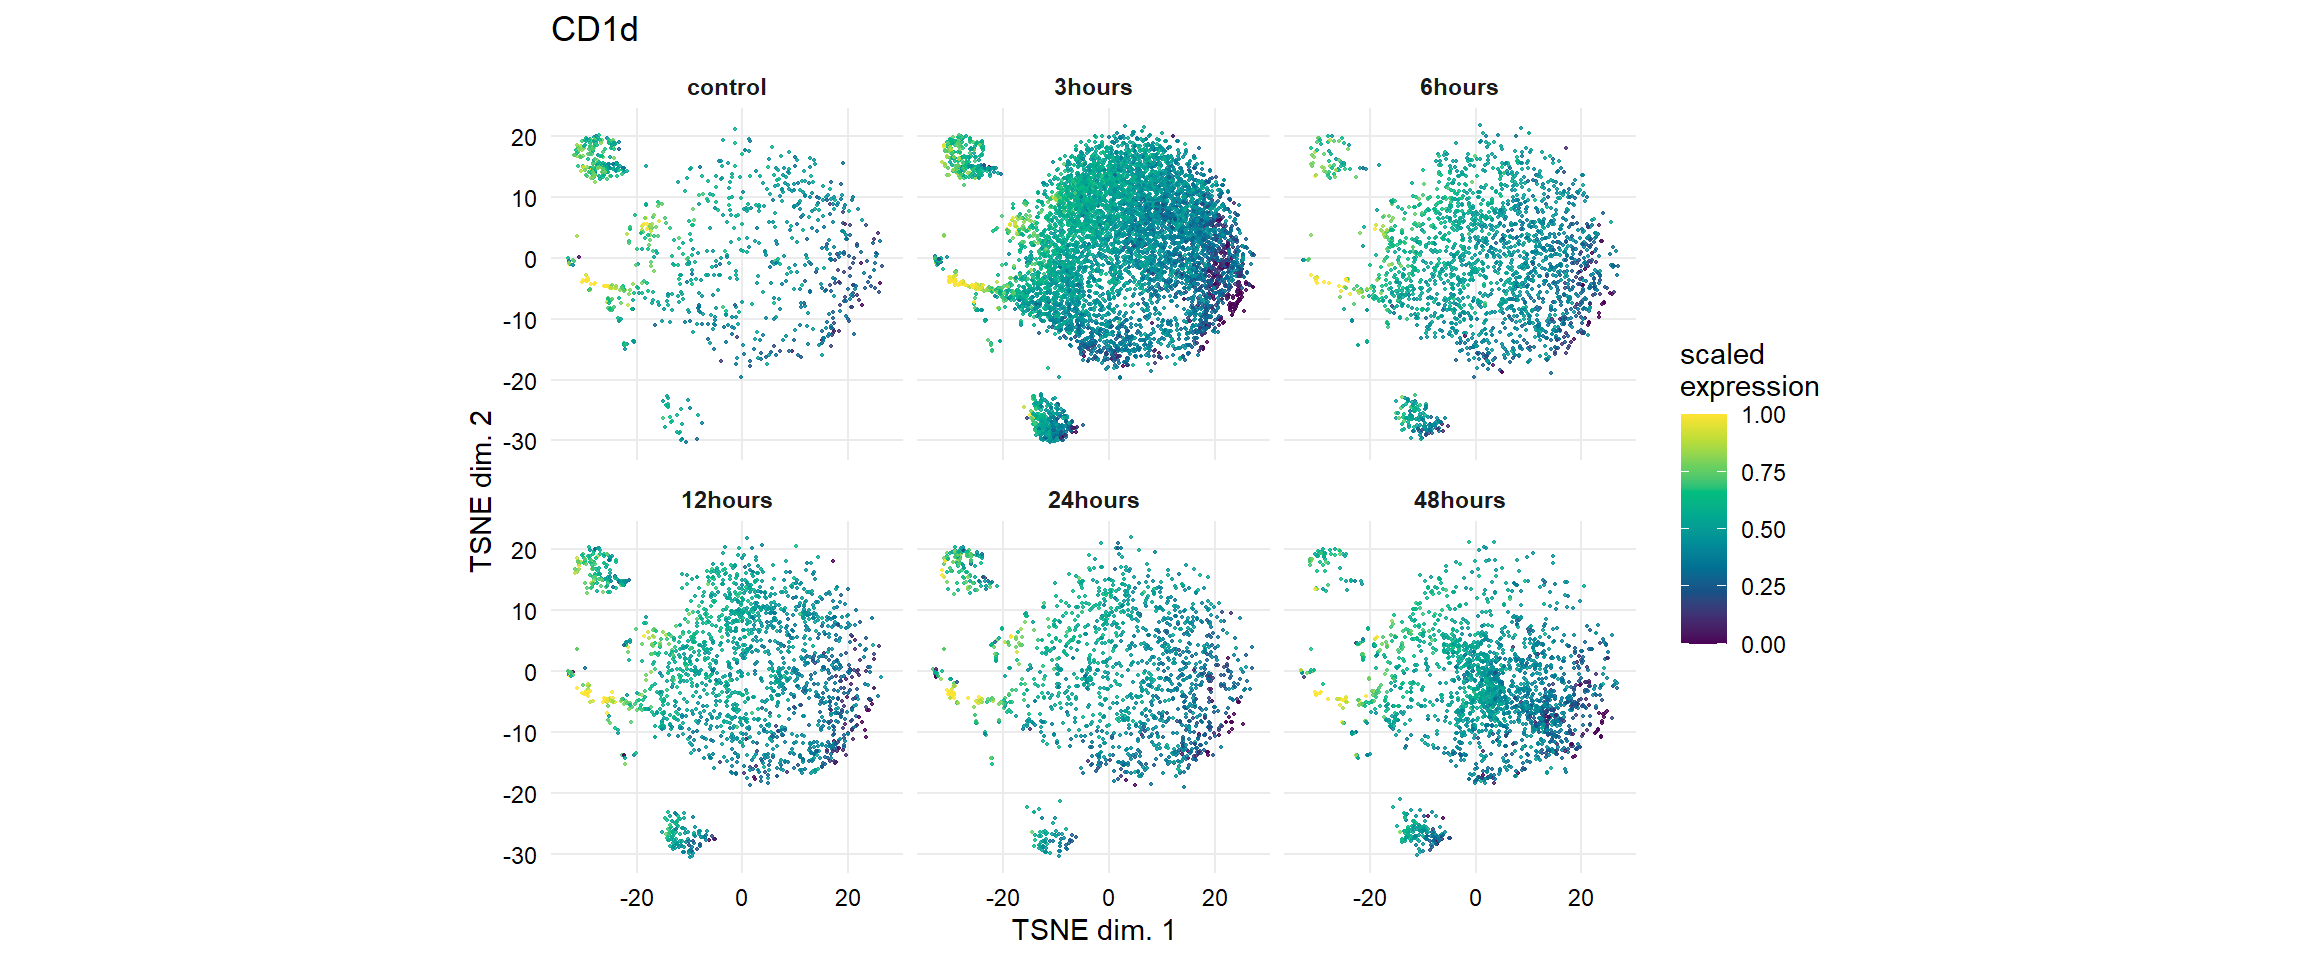 CD1d
control
3hours
6hours
20
10
0
-10
-20
-30
12hours
24hours
48hours
20
10
0
-10
-20
-30
-20 0 20
-20 0 20
-20 0 20
TSNE dim. 1
TSNE dim. 2
scaled
expression
1.00
0.75
0.50
0.25
0.00